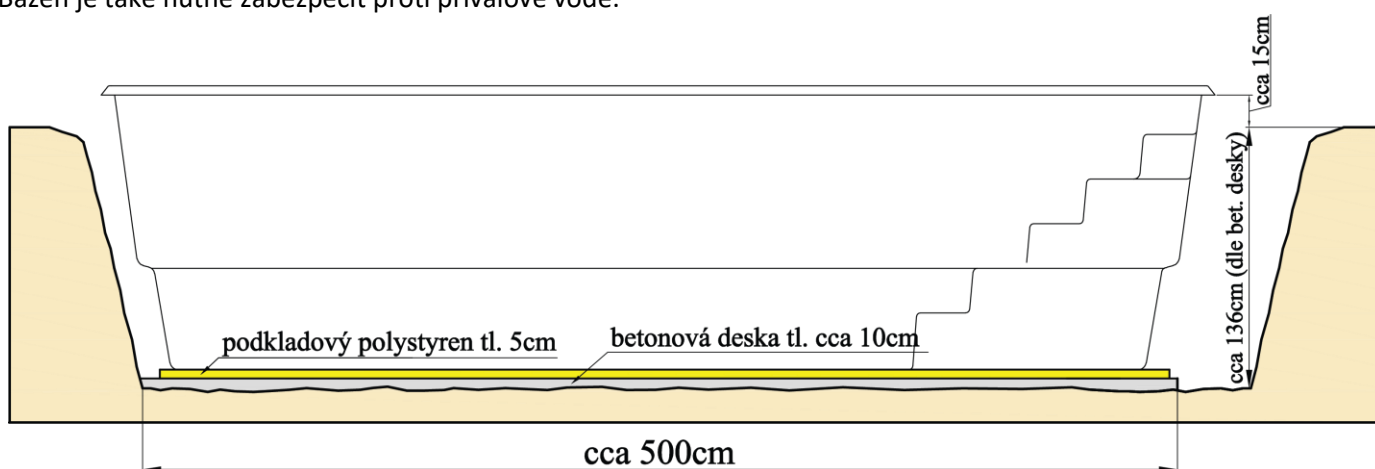 Bazén je také nutné zabezpečit proti přívalové vodě.
cca 15cm
cca 136cm (dle bet. desky)
podkladový polystyren tl. 5cm
betonová deska tl. cca 10cm
cca 500cm